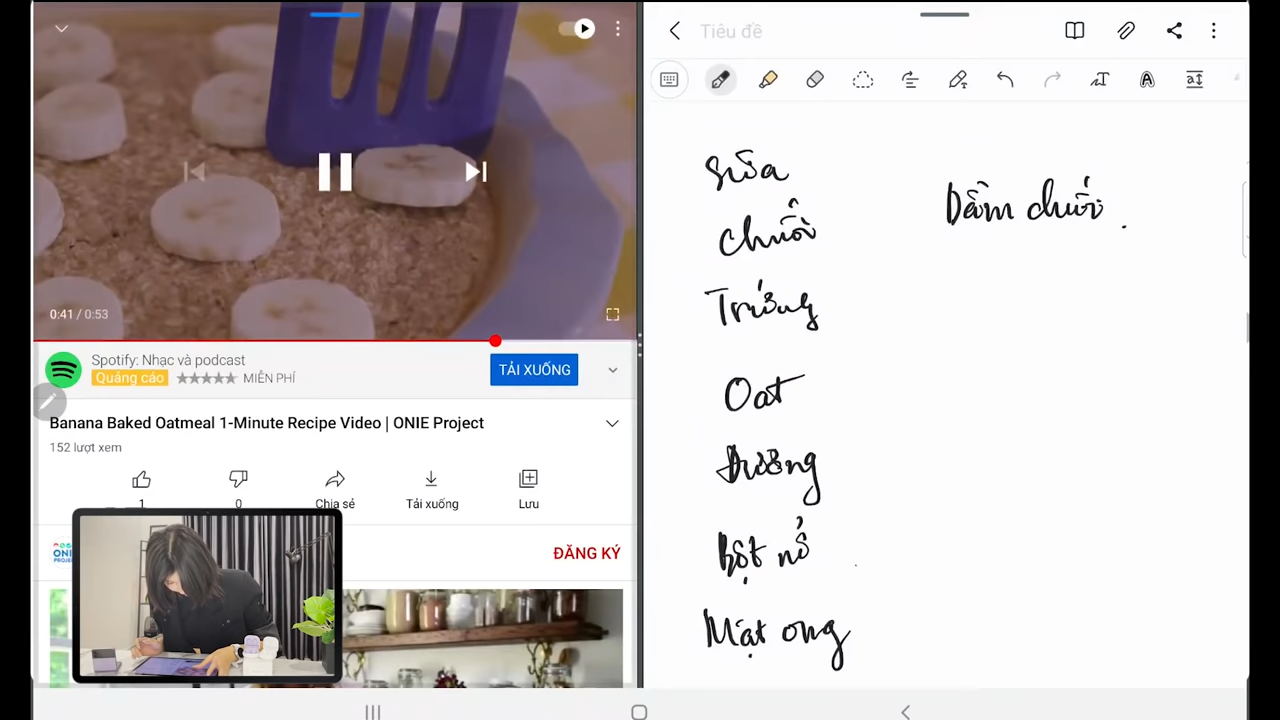 0:41 / 0:53
Spotify: Nhạc và podcast
Quảng cáo ★★★★★ MIỄN PHÍ
TẢI XUỐNG
Banana Baked Oatmeal 1-Minute Recipe Video | ONIE Project
152 lượt xem
1
0
Chia sẻ
Tải xuống
Lưu
ONIE
ĐĂNG KÝ
Tiêu đề
Sữa
Chuối
Trứng
Oat
Đường
Bột nở
Mật ong
Dầm chuối.